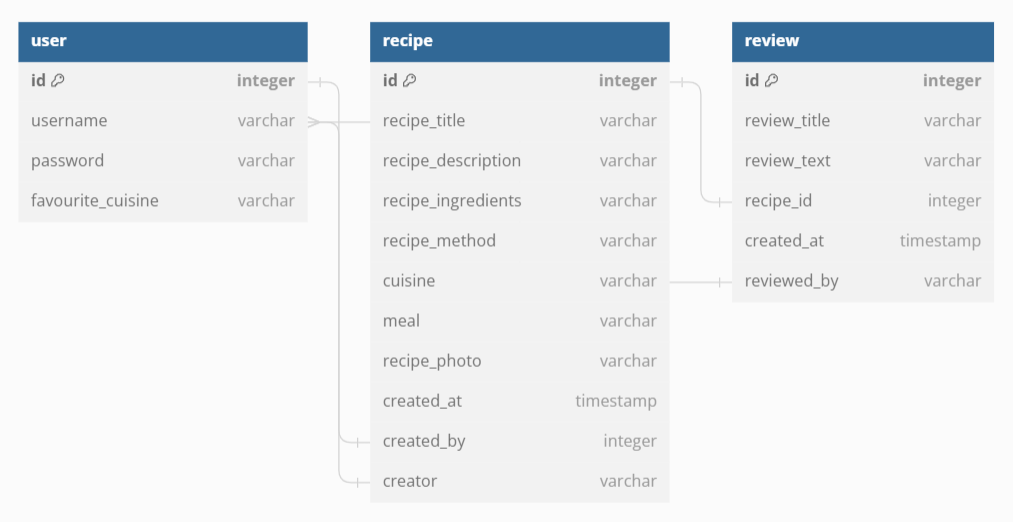 user
id integer
username varchar
password varchar
favourite_cuisine varchar
recipe
id integer
recipe_title varchar
recipe_description varchar
recipe_ingredients varchar
recipe_method varchar
cuisine varchar
meal varchar
recipe_photo varchar
created_at timestamp
created_by integer
creator varchar
review
id integer
review_title varchar
review_text varchar
recipe_id integer
created_at timestamp
reviewed_by varchar